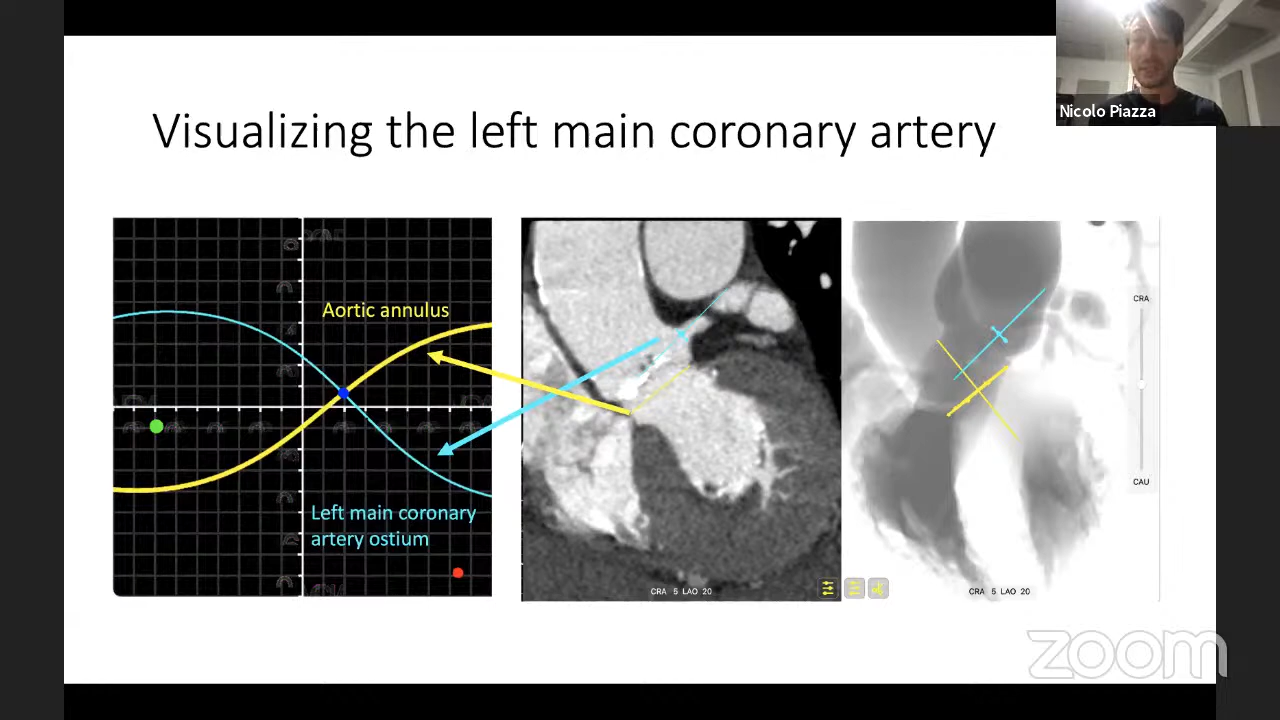 Nicolo Piazza
Visualizing the left main coronary artery
Aortic annulus
Left main coronary
artery ostium
CRA 5 LAO 20
CRA
CAU
CRA 5 LAO 20
zoom